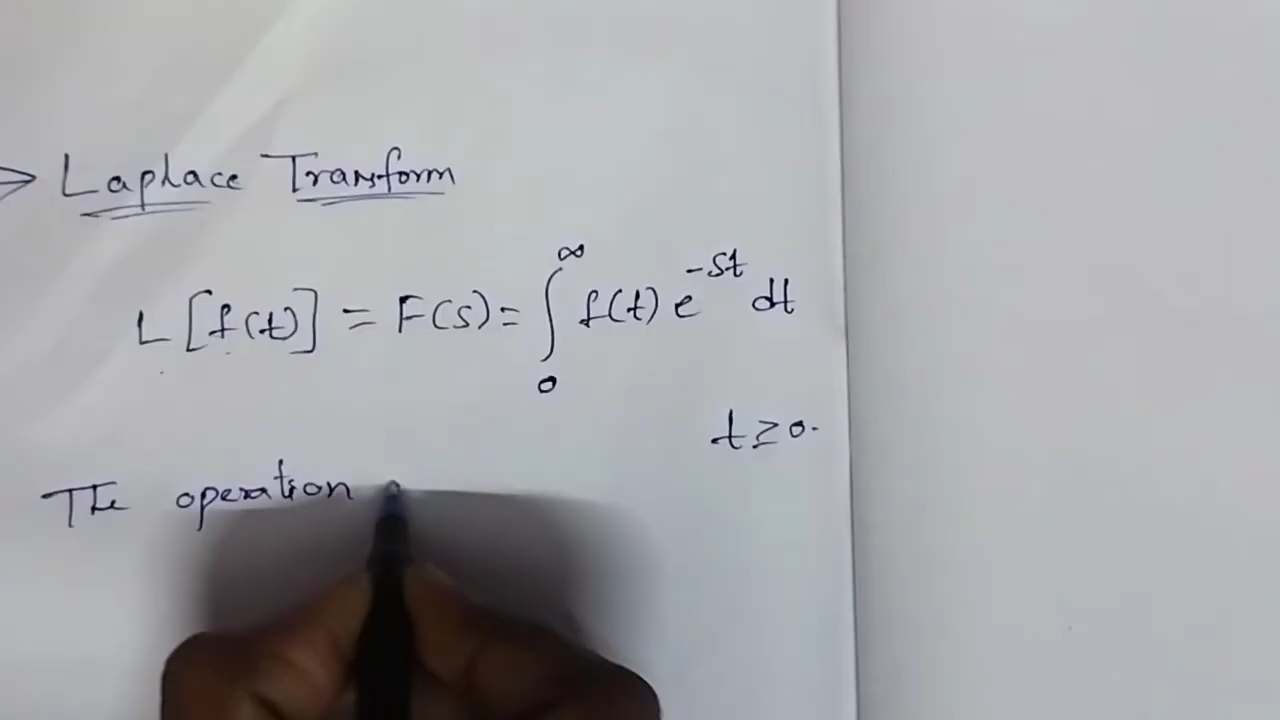 → Laplace Transform
L[f(t)] = F(s) = ∫₀^∞ f(t) e^{-st} dt
t ≥ 0.
The operation